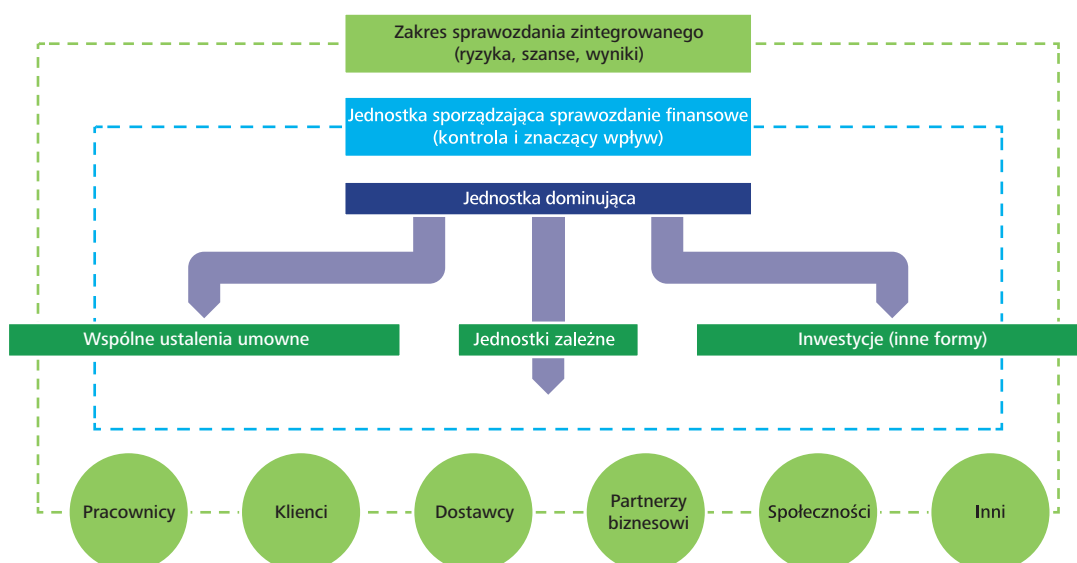 Zakres sprawozdania zintegrowanego
(ryzyka, szanse, wyniki)
Jednostka sporządzająca sprawozdanie finansowe
(kontrola i znaczący wpływ)
Jednostka dominująca
Wspólne ustalenia umowne
Jednostki zależne
Inwestycje (inne formy)
Pracownicy
Klienci
Dostawcy
Partnerzy
biznesowi
Społeczności
Inni